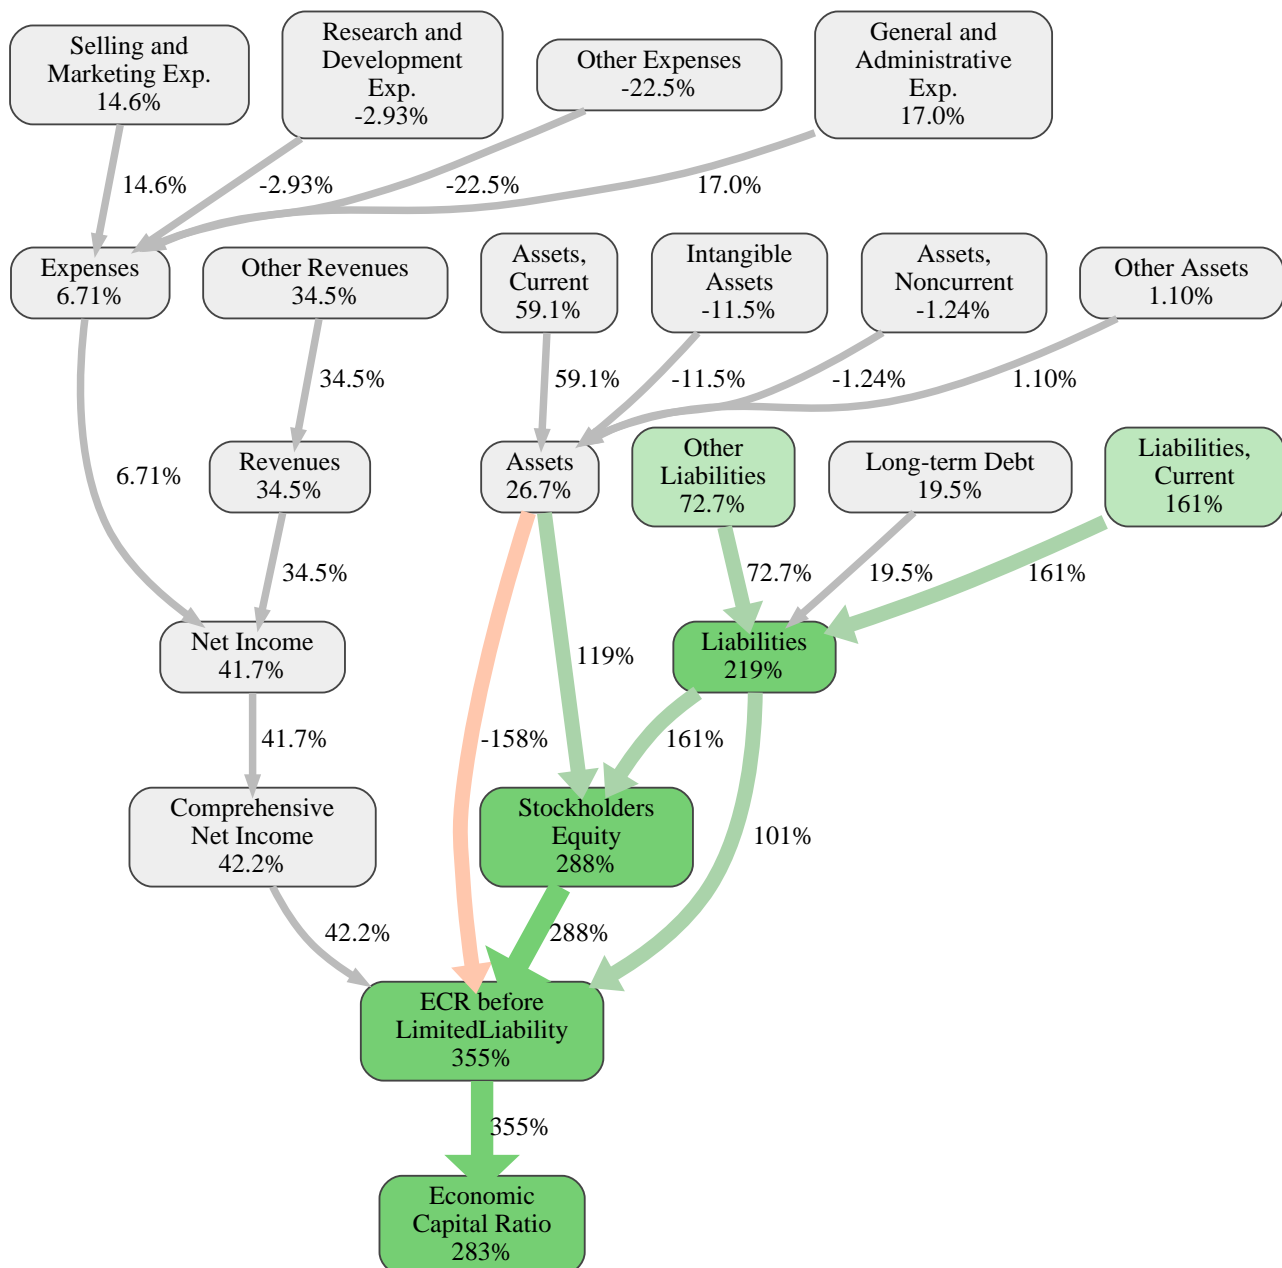 Selling and
Marketing Exp.
14.6%
Research and
Development
Exp.
-2.93%
Other Expenses
-22.5%
General and
Administrative
Exp.
17.0%
14.6%
-2.93%
-22.5%
17.0%
Expenses
6.71%
Other Revenues
34.5%
Assets,
Current
59.1%
Intangible
Assets
-11.5%
Assets,
Noncurrent
-1.24%
Other Assets
1.10%
34.5%
59.1%
-11.5%
-1.24%
1.10%
6.71%
Revenues
34.5%
Assets
26.7%
Other
Liabilities
72.7%
Long-term Debt
19.5%
Liabilities,
Current
161%
34.5%
72.7%
19.5%
161%
Net Income
41.7%
119%
Liabilities
219%
41.7%
-158%
161%
Comprehensive
Net Income
42.2%
Stockholders
Equity
288%
101%
42.2%
288%
ECR before
LimitedLiability
355%
355%
Economic
Capital Ratio
283%